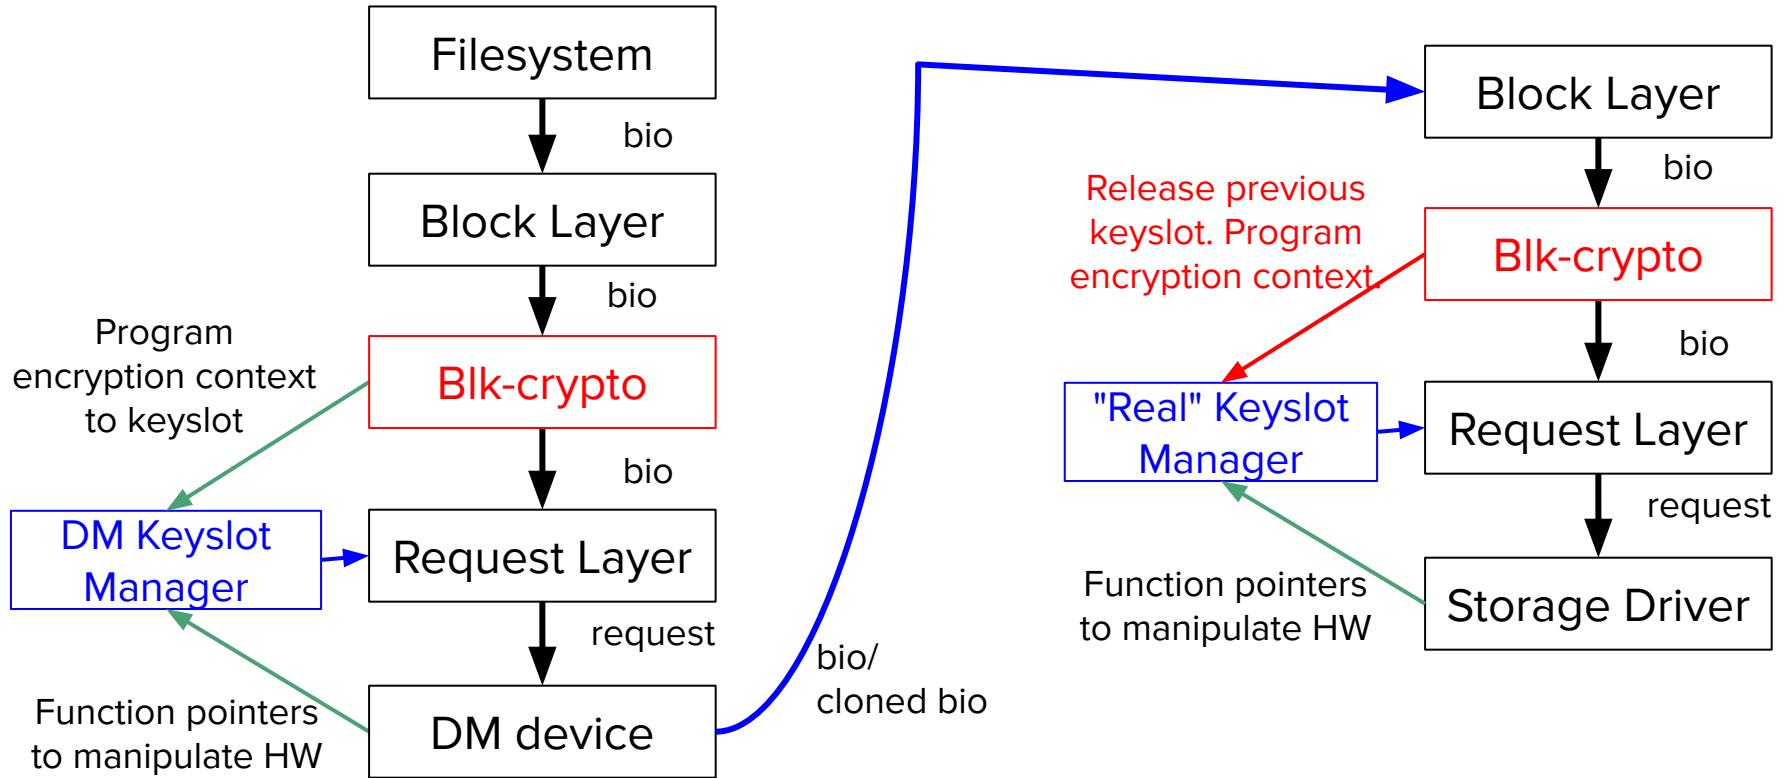 Filesystem
bio
Block Layer
bio
Program
encryption context
to keyslot
Blk-crypto
bio
DM Keyslot
Manager
Request Layer
request
Function pointers
to manipulate HW
DM device
bio/
cloned bio
Block Layer
bio
Release previous
keyslot. Program
encryption context.
Blk-crypto
bio
"Real" Keyslot
Manager
Request Layer
request
Function pointers
to manipulate HW
Storage Driver